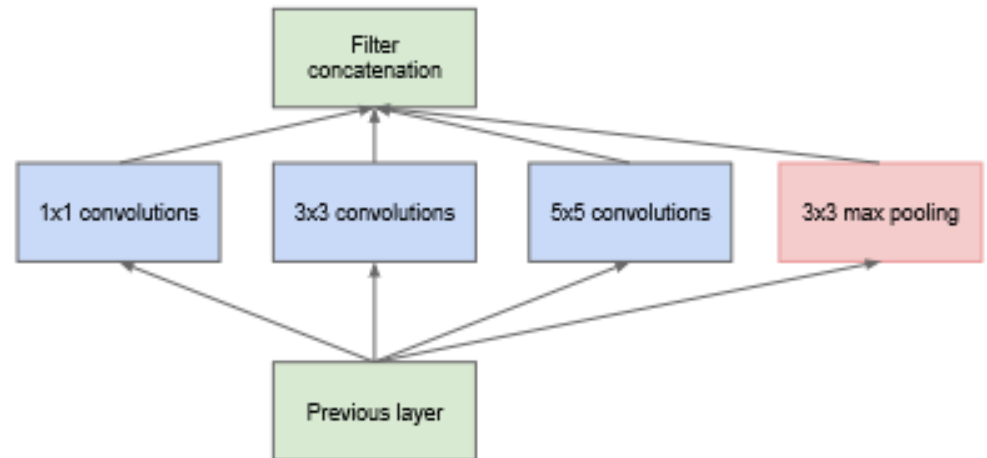 Filter
concatenation
1x1 convolutions
3x3 convolutions
5x5 convolutions
3x3 max pooling
Previous layer